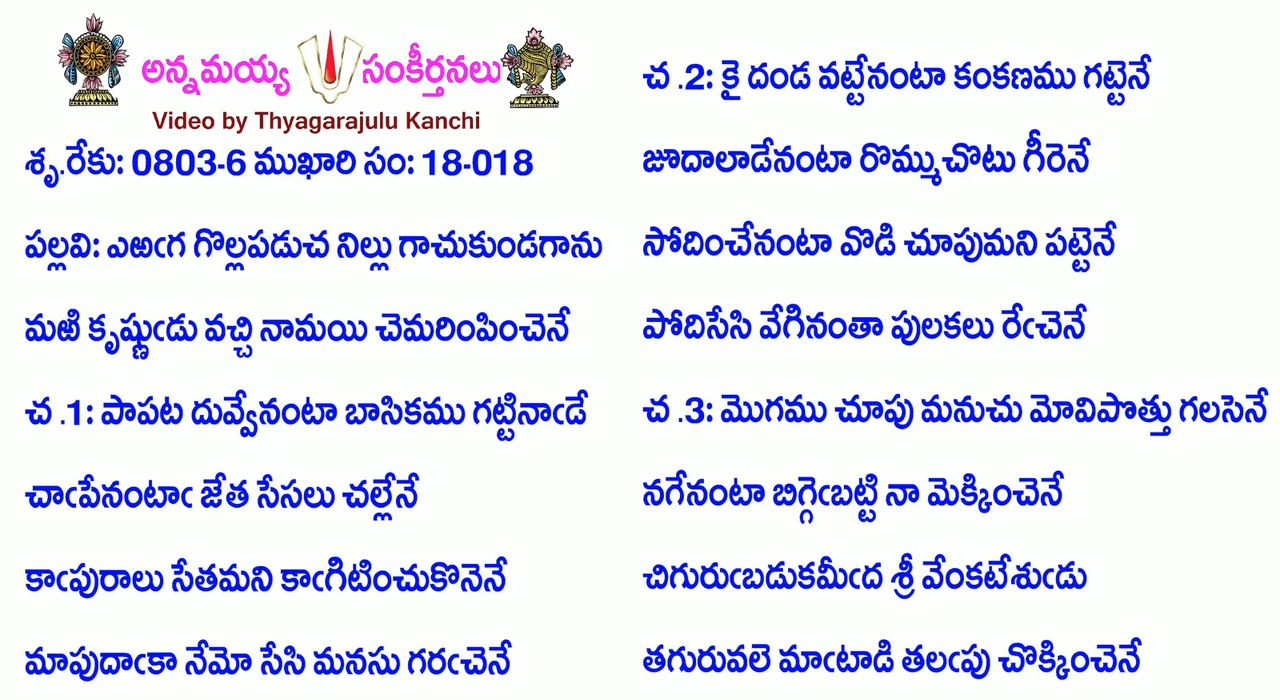 అన్నమయ్య సంకీర్తనలు
Video by Thyagarajulu Kanchi
శృ.రేకు: 0803-6 ముఖారి సం: 18-018
పల్లవి: ఎఱఁగ గొల్లపడుచ నిల్లు గాచుకుండగాను
మఱి కృష్ణుఁడు వచ్చి నామయి చెమరింపించెనే
చ .1: పాపట దువ్వేనంటా బాసికము గట్టినాఁడే
చాఁపేనంటాఁ జేత సేసలు చల్లేనే
కాఁపురాలు సేతమని కాఁగిటించుకొనెనే
మాపుదాఁకా నేమో సేసి మనసు గరఁచెనే
చ .2: కై దండ వట్టేనంటా కంకణము గట్టెనే
జూదాలాడేనంటా రొమ్ముచొటు గీరెనే
సోదించేనంటా వొడి చూపుమని పట్టెనే
పోదిసేసి వేగినంతా పులకలు రేఁచెనే
చ .3: మొగము చూపు మనుచు మోవిపొత్తు గలసెనే
నగేనంటా బిగ్గెఁబట్టి నా మెక్కించెనే
చిగురుఁబడుకమీఁద శ్రీ వేంకటేశుఁడు
తగురువలె మాఁటాడి తలఁపు చొక్కించెనే